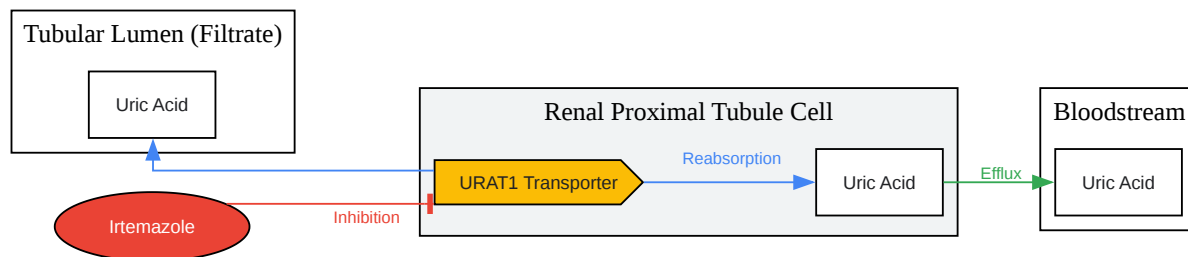 Tubular Lumen (Filtrate)
Uric Acid
Renal Proximal Tubule Cell
Bloodstream
URAT1 Transporter
Reabsorption
Uric Acid
Efflux
Uric Acid
Irtemazole
Inhibition